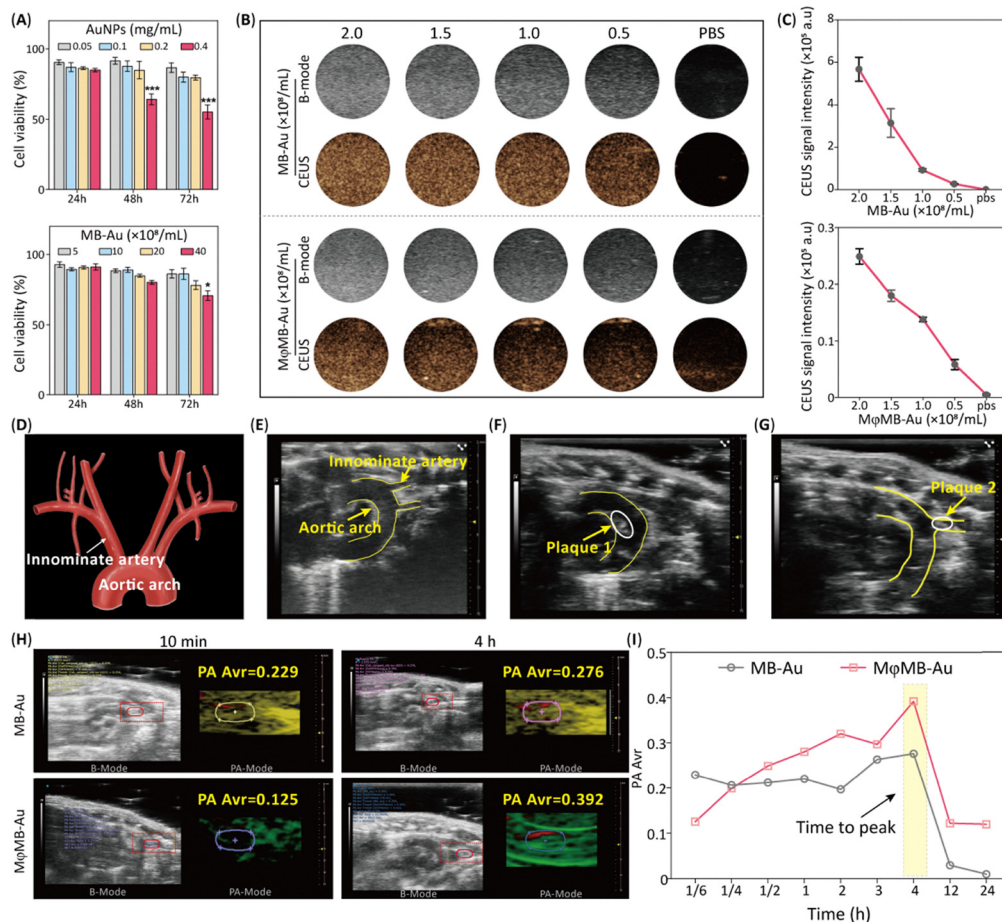 (A)
AuNPs (mg/mL)
0.05 0.1 0.2 0.4
Cell viability (%)
100
50
0
***
***
24h 48h 72h
MB-Au (×10⁸/mL)
5 10 20 40
Cell viability (%)
100
50
0
*
24h 48h 72h
(B)
2.0 1.5 1.0 0.5 PBS
MB-Au (×10⁸/mL)
B-mode
CEUS
MφMB-Au (×10⁸/mL)
B-mode
CEUS
(C)
CEUS signal intensity (×10⁵ a.u)
8
6
4
2
0
2.0 1.5 1.0 0.5 pbs
MB-Au (×10⁸/mL)
CEUS signal intensity (×10⁵ a.u)
0.3
0.2
0.1
0
2.0 1.5 1.0 0.5 pbs
MφMB-Au (×10⁸/mL)
(D)
Innominate artery
Aortic arch
(E)
Innominate artery
Aortic arch
(F)
Plaque 1
(G)
Plaque 2
(H)
10 min 4 h
MB-Au
PA Avr=0.229
B-Mode PA-Mode
PA Avr=0.276
B-Mode PA-Mode
MφMB-Au
PA Avr=0.125
B-Mode PA-Mode
PA Avr=0.392
B-Mode PA-Mode
(I)
MB-Au MφMB-Au
PA Avr
0.5
0.4
0.3
0.2
0.1
0
Time to peak
1/6 1/4 1/2 1 2 3 4 12 24
Time (h)